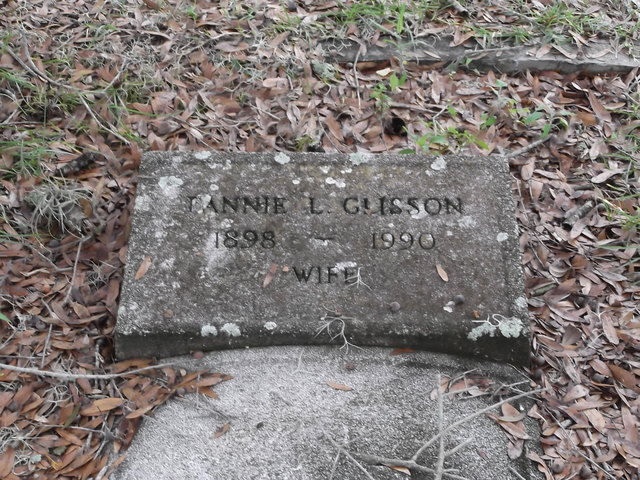 FANNIE L. GLISSON
1898 ~ 1990
WIFE